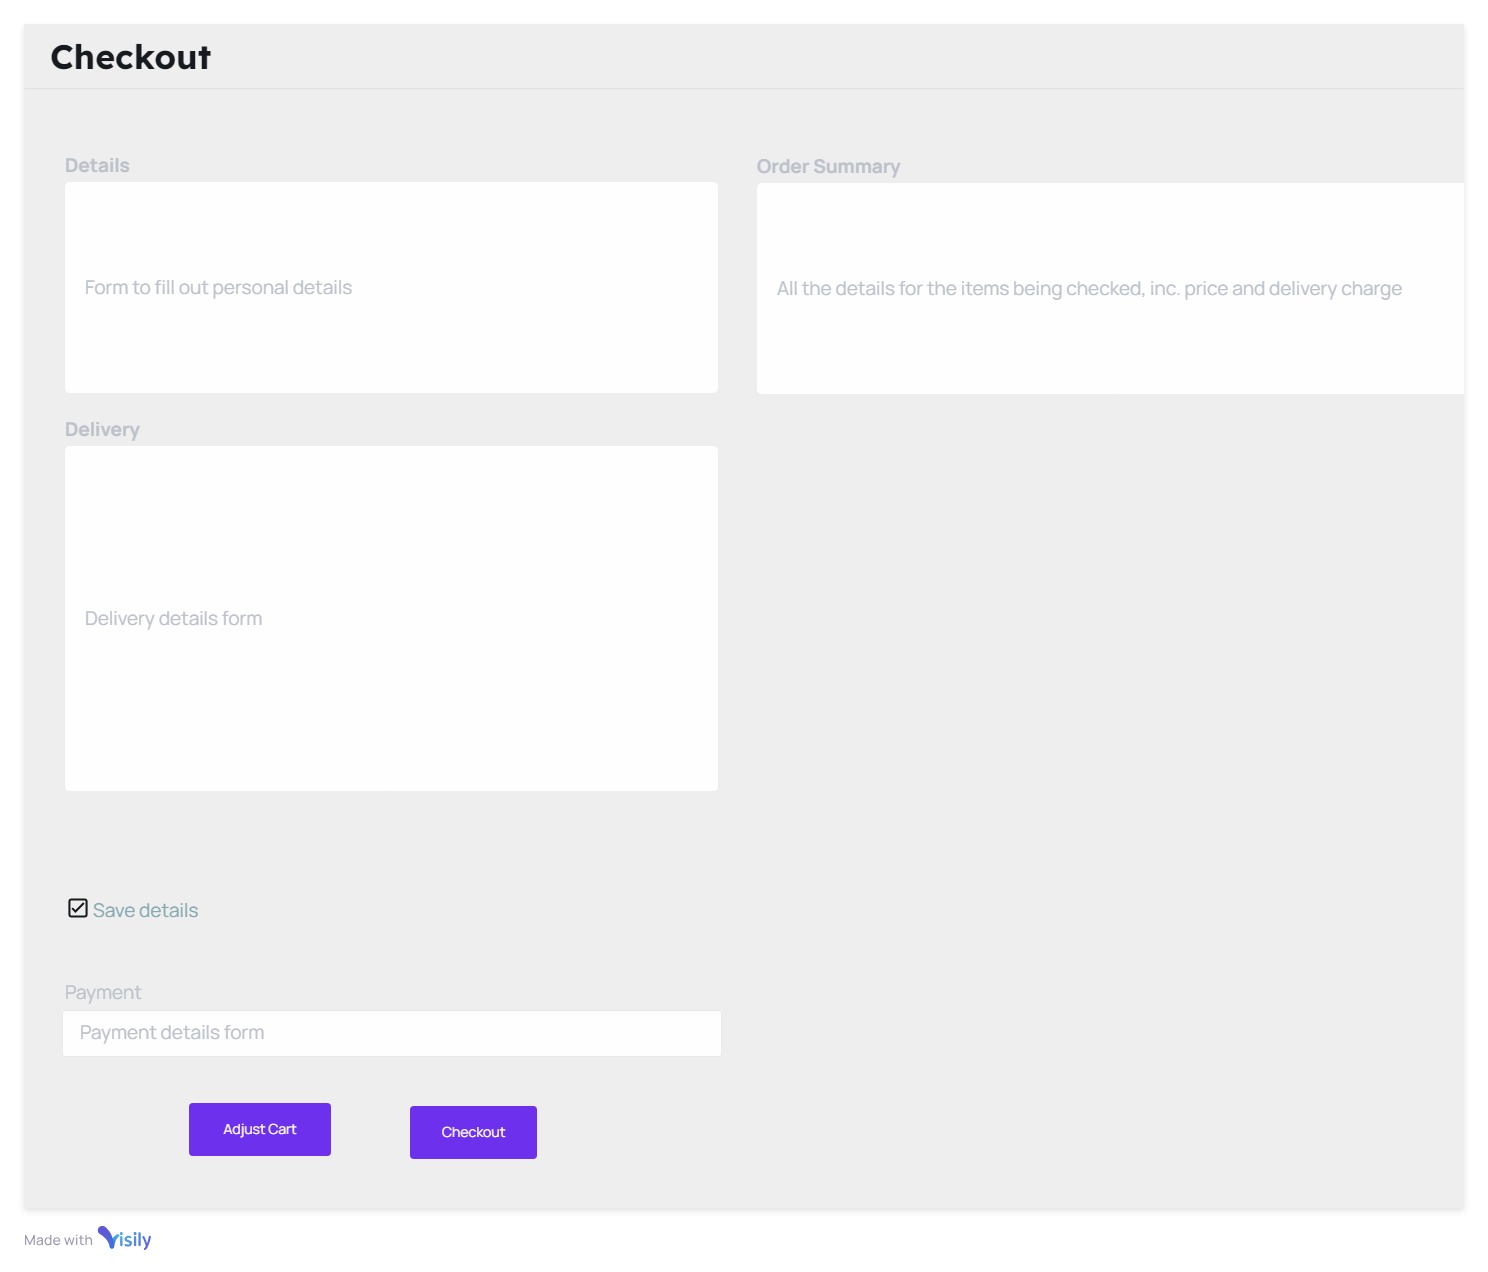 Checkout
Details
Form to fill out personal details
Order Summary
All the details for the items being checked, inc. price and delivery charge
Delivery
Delivery details form
Save details
Payment
Payment details form
Adjust Cart
Checkout
Made with Visily